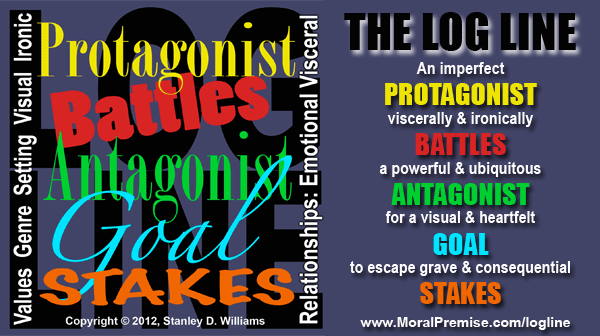 LOG
LINE
Values Genre Setting Visual Ironic
Protagonist
Battles
Antagonist
Goal
STAKES
Relationships: Emotional Visceral
Copyright © 2012, Stanley D. Williams
THE LOG LINE
An imperfect
PROTAGONIST
viscerally & ironically
BATTLES
a powerful & ubiquitous
ANTAGONIST
for a visual & heartfelt
GOAL
to escape grave & consequential
STAKES
www.MoralPremise.com/logline